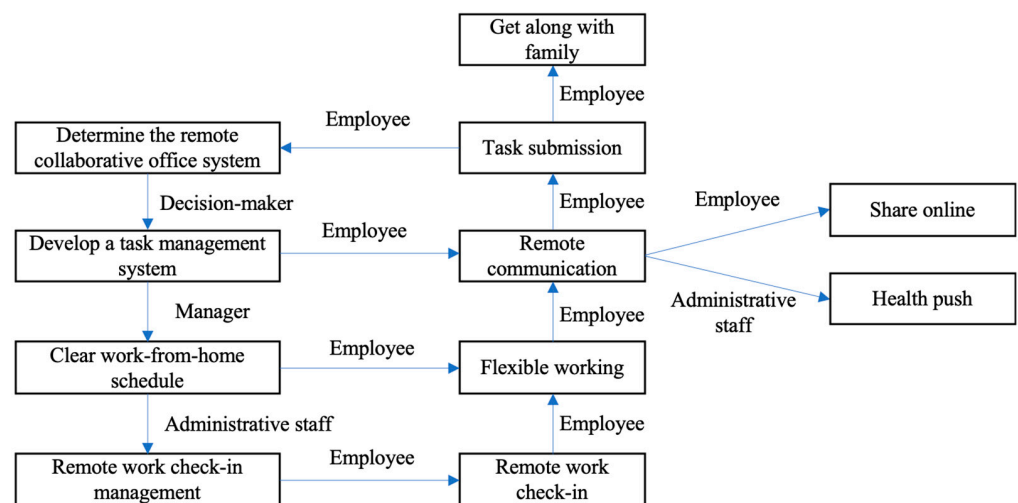 Get along with
family
Employee
Employee
Determine the remote
collaborative office system
Task submission
Decision-maker
Employee
Employee
Share online
Develop a task management
system
Employee
Remote
communication
Manager
Employee
Administrative
staff
Health push
Clear work-from-home
schedule
Employee
Flexible working
Administrative staff
Employee
Remote work check-in
management
Employee
Remote work
check-in